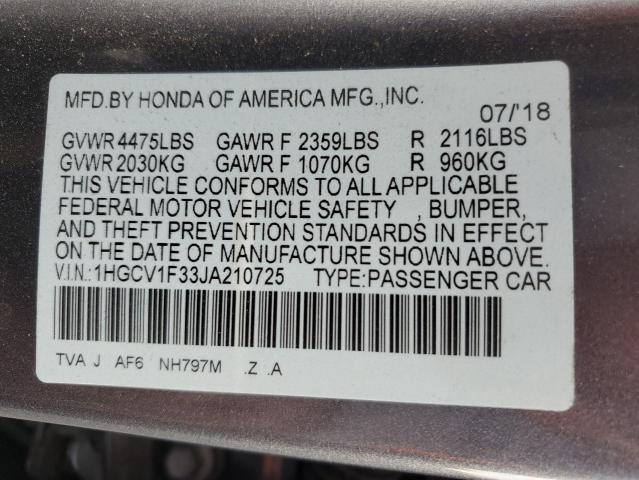 MFD.BY HONDA OF AMERICA MFG.,INC. 07/'18
GVWR 4475LBS GAWR F 2359LBS R 2116LBS
GVWR 2030KG GAWR F 1070KG R 960KG
THIS VEHICLE CONFORMS TO ALL APPLICABLE
FEDERAL MOTOR VEHICLE SAFETY , BUMPER,
AND THEFT PREVENTION STANDARDS IN EFFECT
ON THE DATE OF MANUFACTURE SHOWN ABOVE.
V.I.N.:1HGCV1F33JA210725 TYPE:PASSENGER CAR
TVA J AF6 NH797M .Z .A